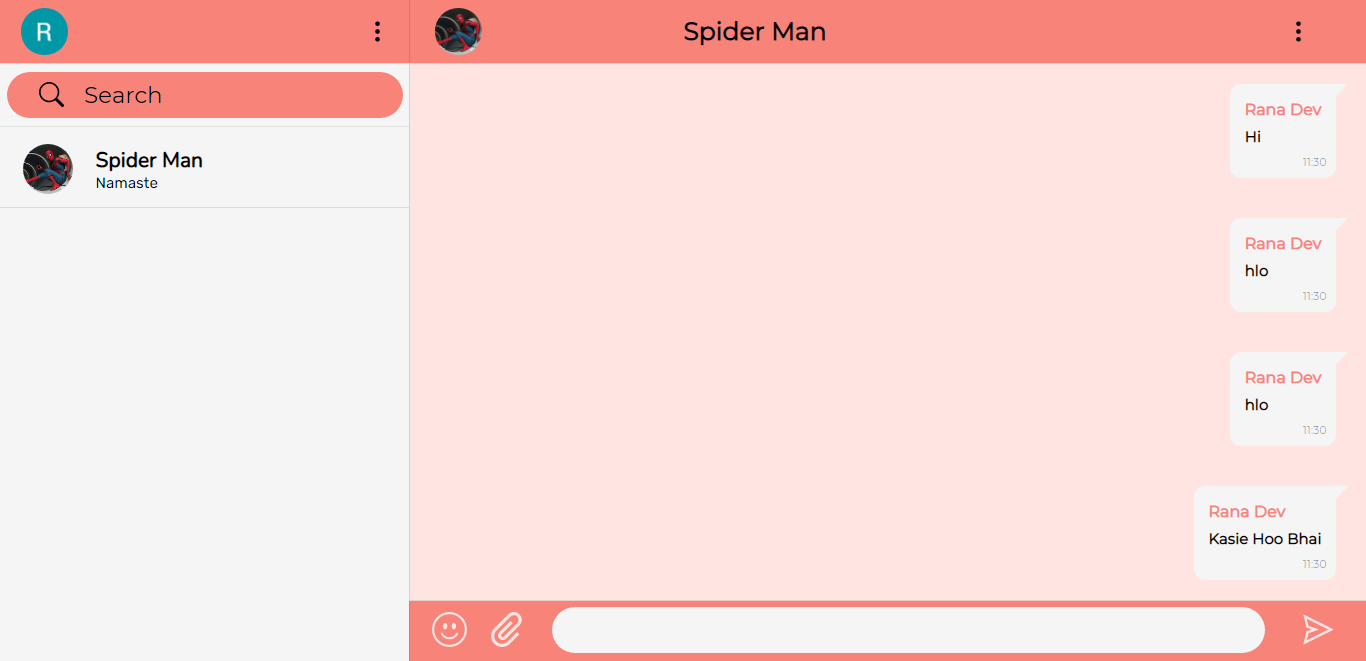 R
Search
Spider Man
Namaste
Spider Man
Rana Dev
Hi
11:30
Rana Dev
hlo
11:30
Rana Dev
hlo
11:30
Rana Dev
Kasie Hoo Bhai
11:30